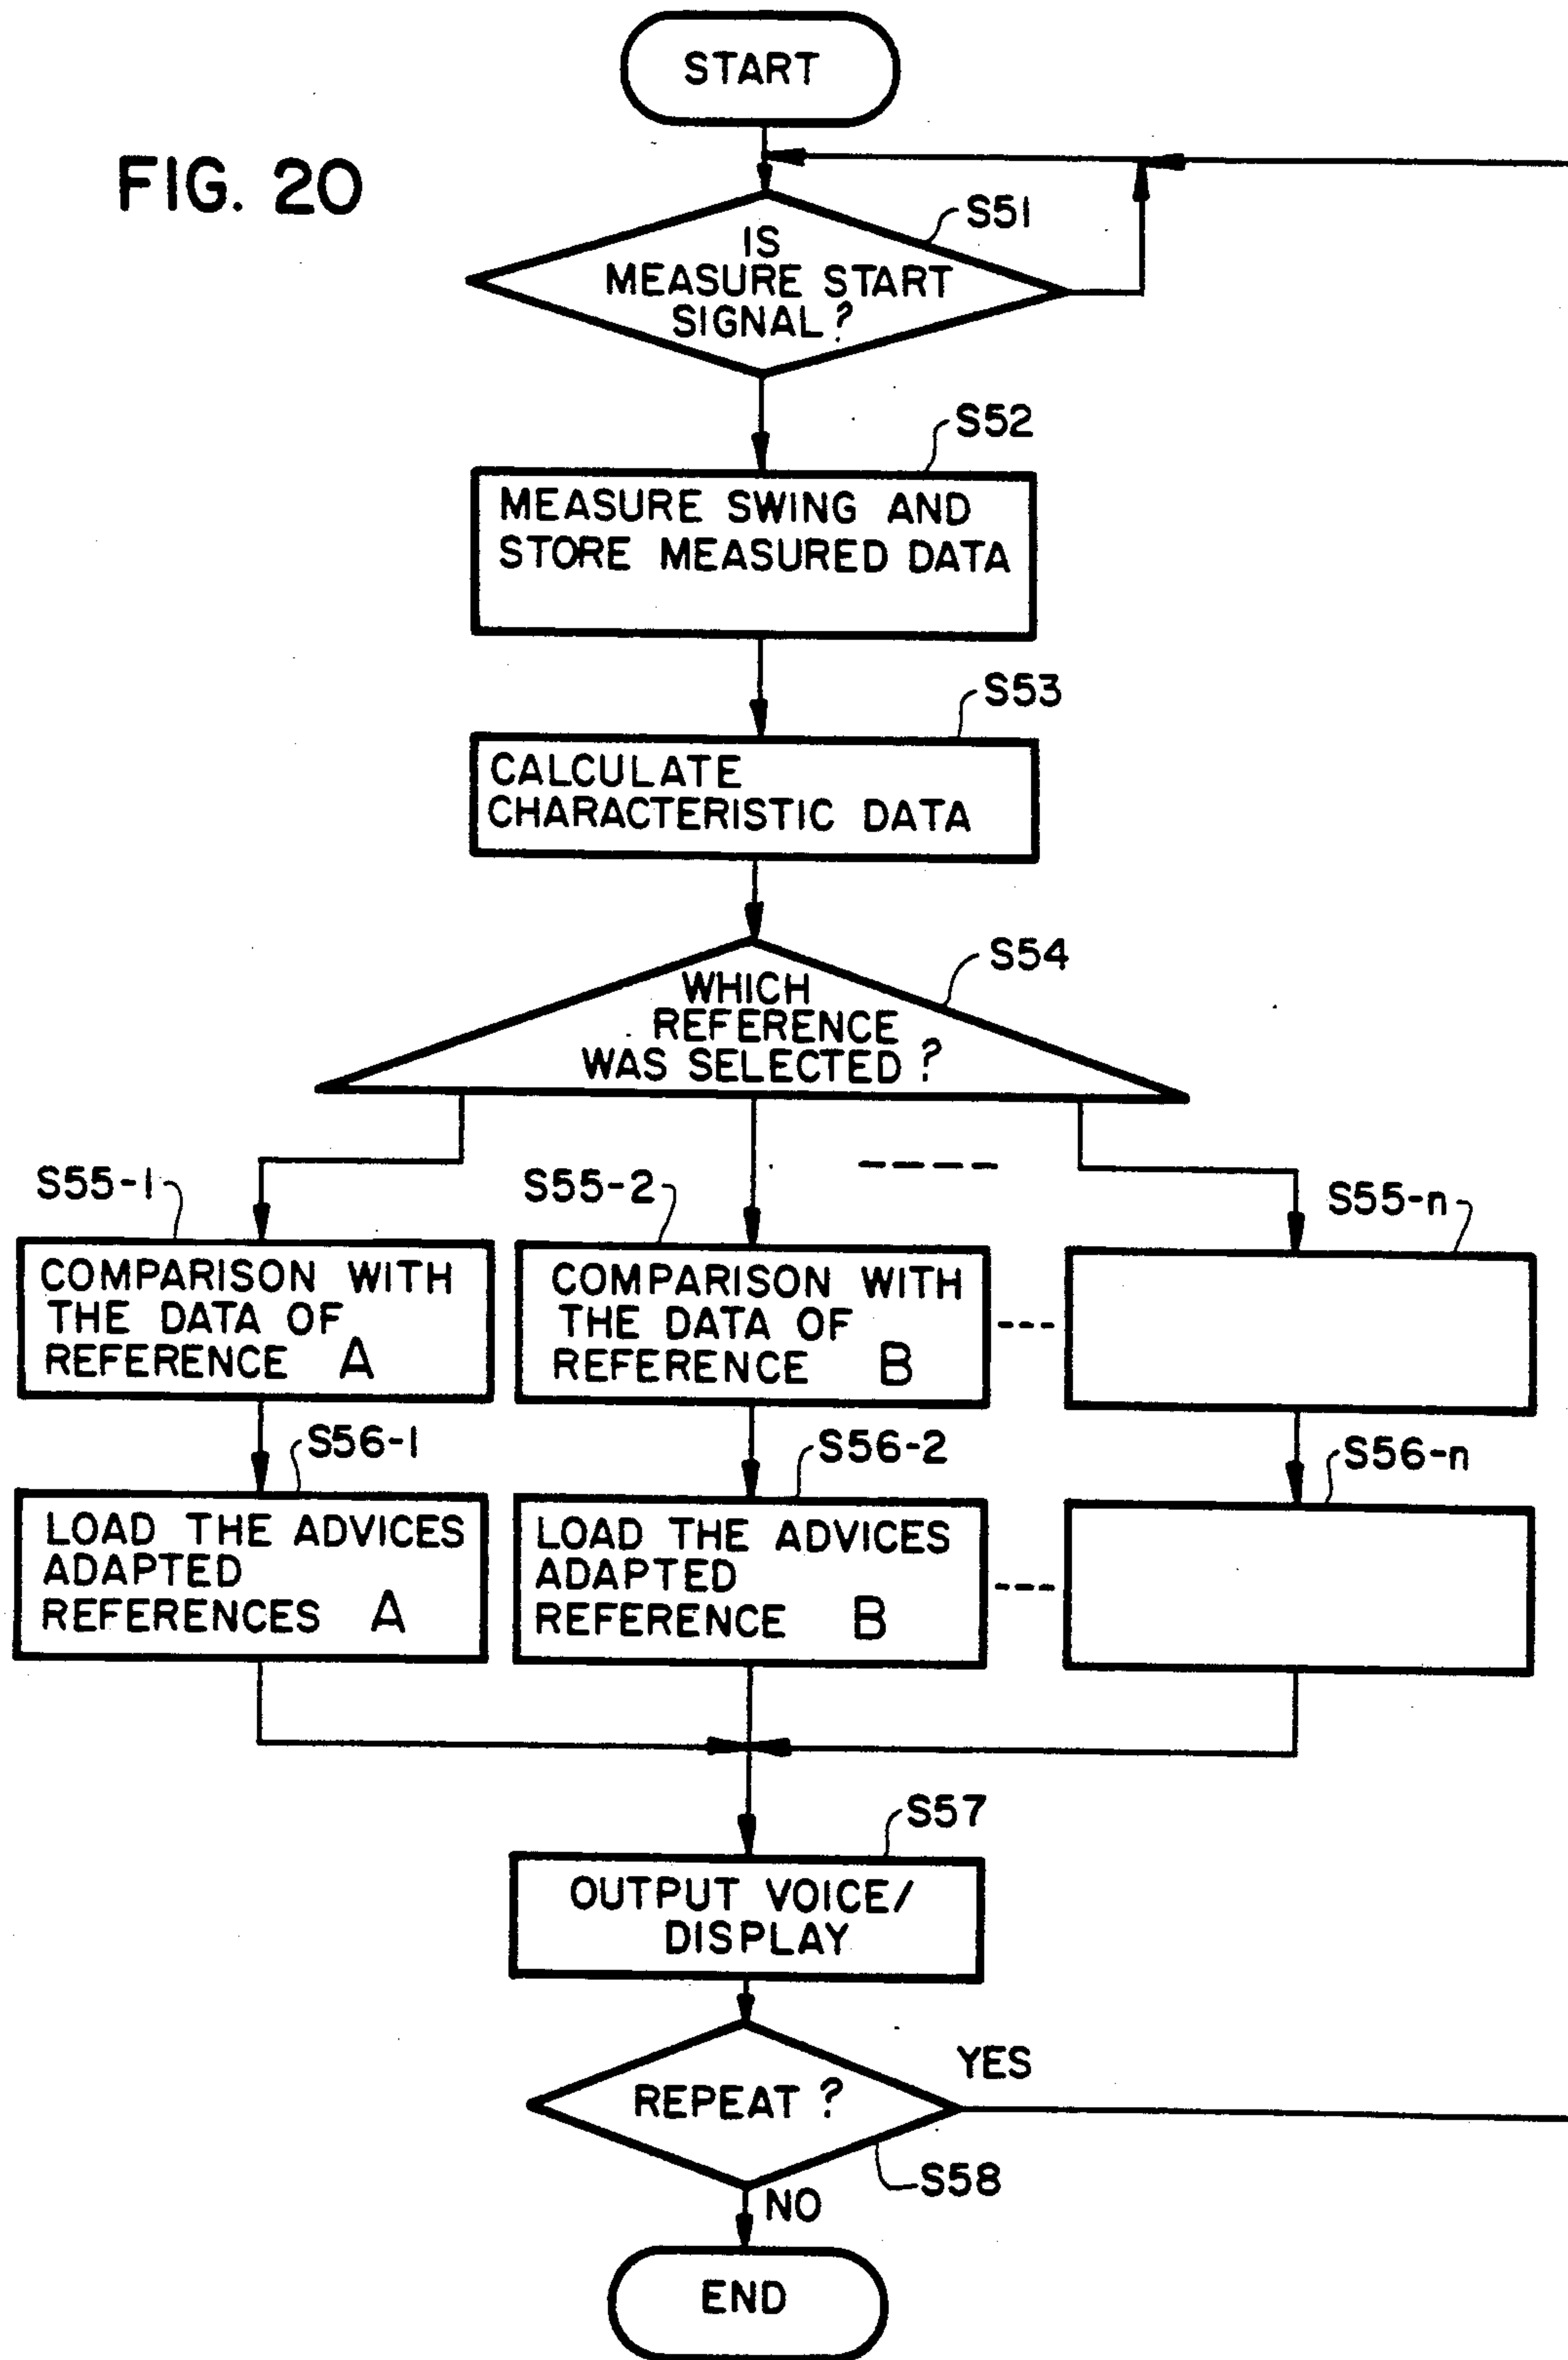 START
FIG. 20
S51
IS
MEASURE START
SIGNAL?
S52
MEASURE SWING AND
STORE MEASURED DATA
S53
CALCULATE
CHARACTERISTIC DATA
S54
WHICH
REFERENCE
WAS SELECTED?
S55-1
S55-2
S55-n
COMPARISON WITH
THE DATA OF
REFERENCE A
COMPARISON WITH
THE DATA OF
REFERENCE B
S56-1
S56-2
S56-n
LOAD THE ADVICES
ADAPTED
REFERENCES A
LOAD THE ADVICES
ADAPTED
REFERENCE B
S57
OUTPUT VOICE/
DISPLAY
YES
REPEAT?
S58
NO
END